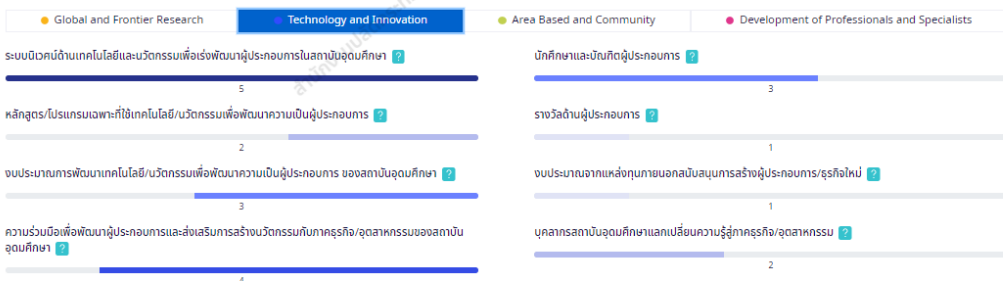 Global and Frontier Research
Technology and Innovation
Area Based and Community
Development of Professionals and Specialists
ระบบนิเวศน์ด้านเทคโนโลยีและนวัตกรรมเพื่อเร่งพัฒนาผู้ประกอบการในสถาบันอุดมศึกษา ?
5
หลักสูตร/โปรแกรมเฉพาะที่ใช้เทคโนโลยี/นวัตกรรมเพื่อพัฒนาความเป็นผู้ประกอบการ ?
2
งบประมาณการพัฒนาเทคโนโลยี/นวัตกรรมเพื่อพัฒนาความเป็นผู้ประกอบการ ของสถาบันอุดมศึกษา ?
3
ความร่วมมือเพื่อพัฒนาผู้ประกอบการและส่งเสริมการสร้างนวัตกรรมกับภาคธุรกิจ/อุตสาหกรรมของสถาบัน
อุดมศึกษา ?
4
นักศึกษาและบัณฑิตผู้ประกอบการ ?
3
รางวัลด้านผู้ประกอบการ ?
1
งบประมาณจากแหล่งทุนภายนอกสนับสนุนการสร้างผู้ประกอบการ/ธุรกิจใหม่ ?
1
บุคลากรสถาบันอุดมศึกษาแลกเปลี่ยนความรู้สู่ภาคธุรกิจ/อุตสาหกรรม ?
2